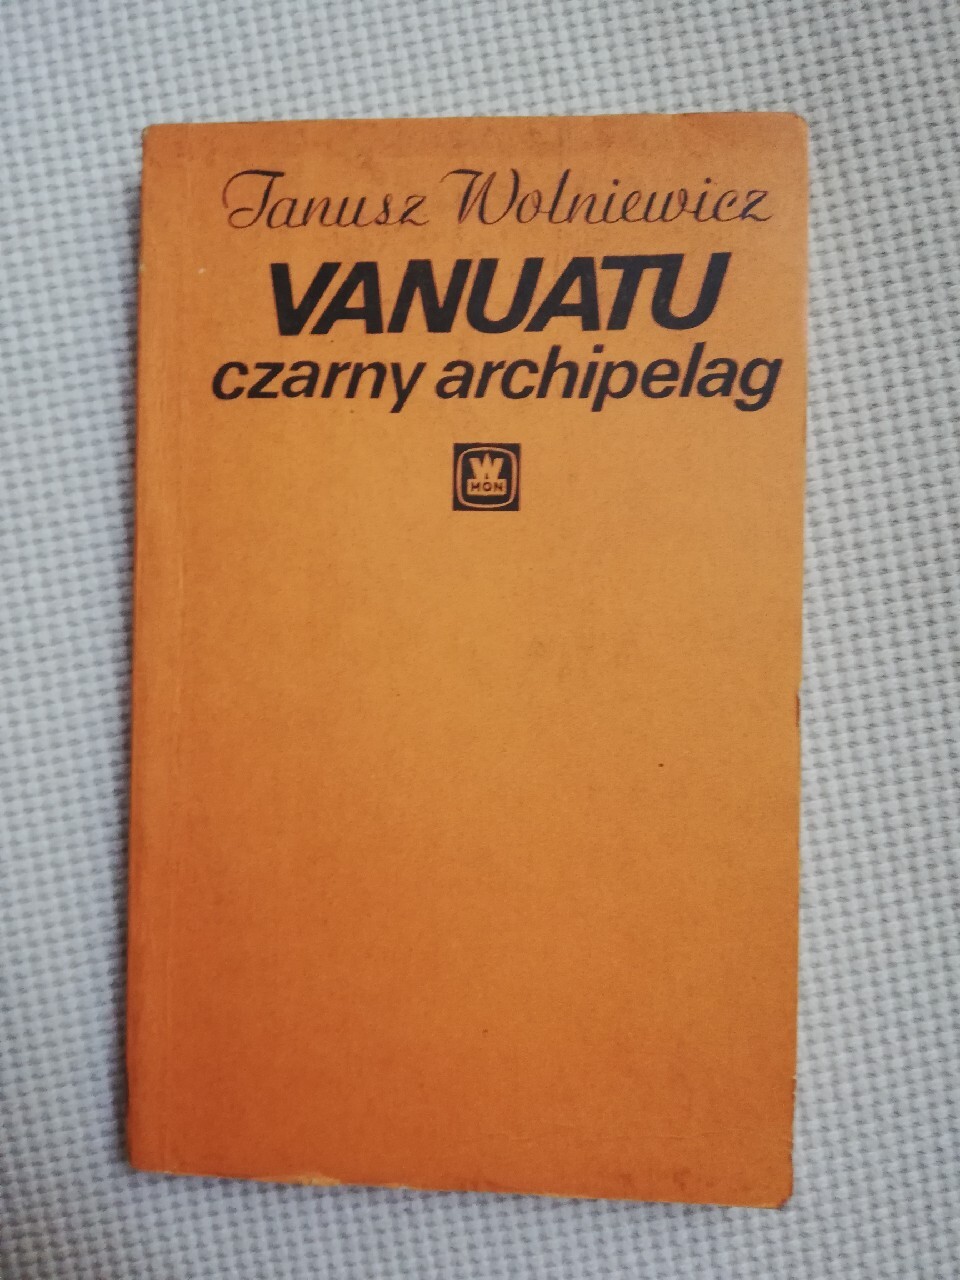 Janusz Wolniewicz
VANUATU
czarny archipelag
W
MON